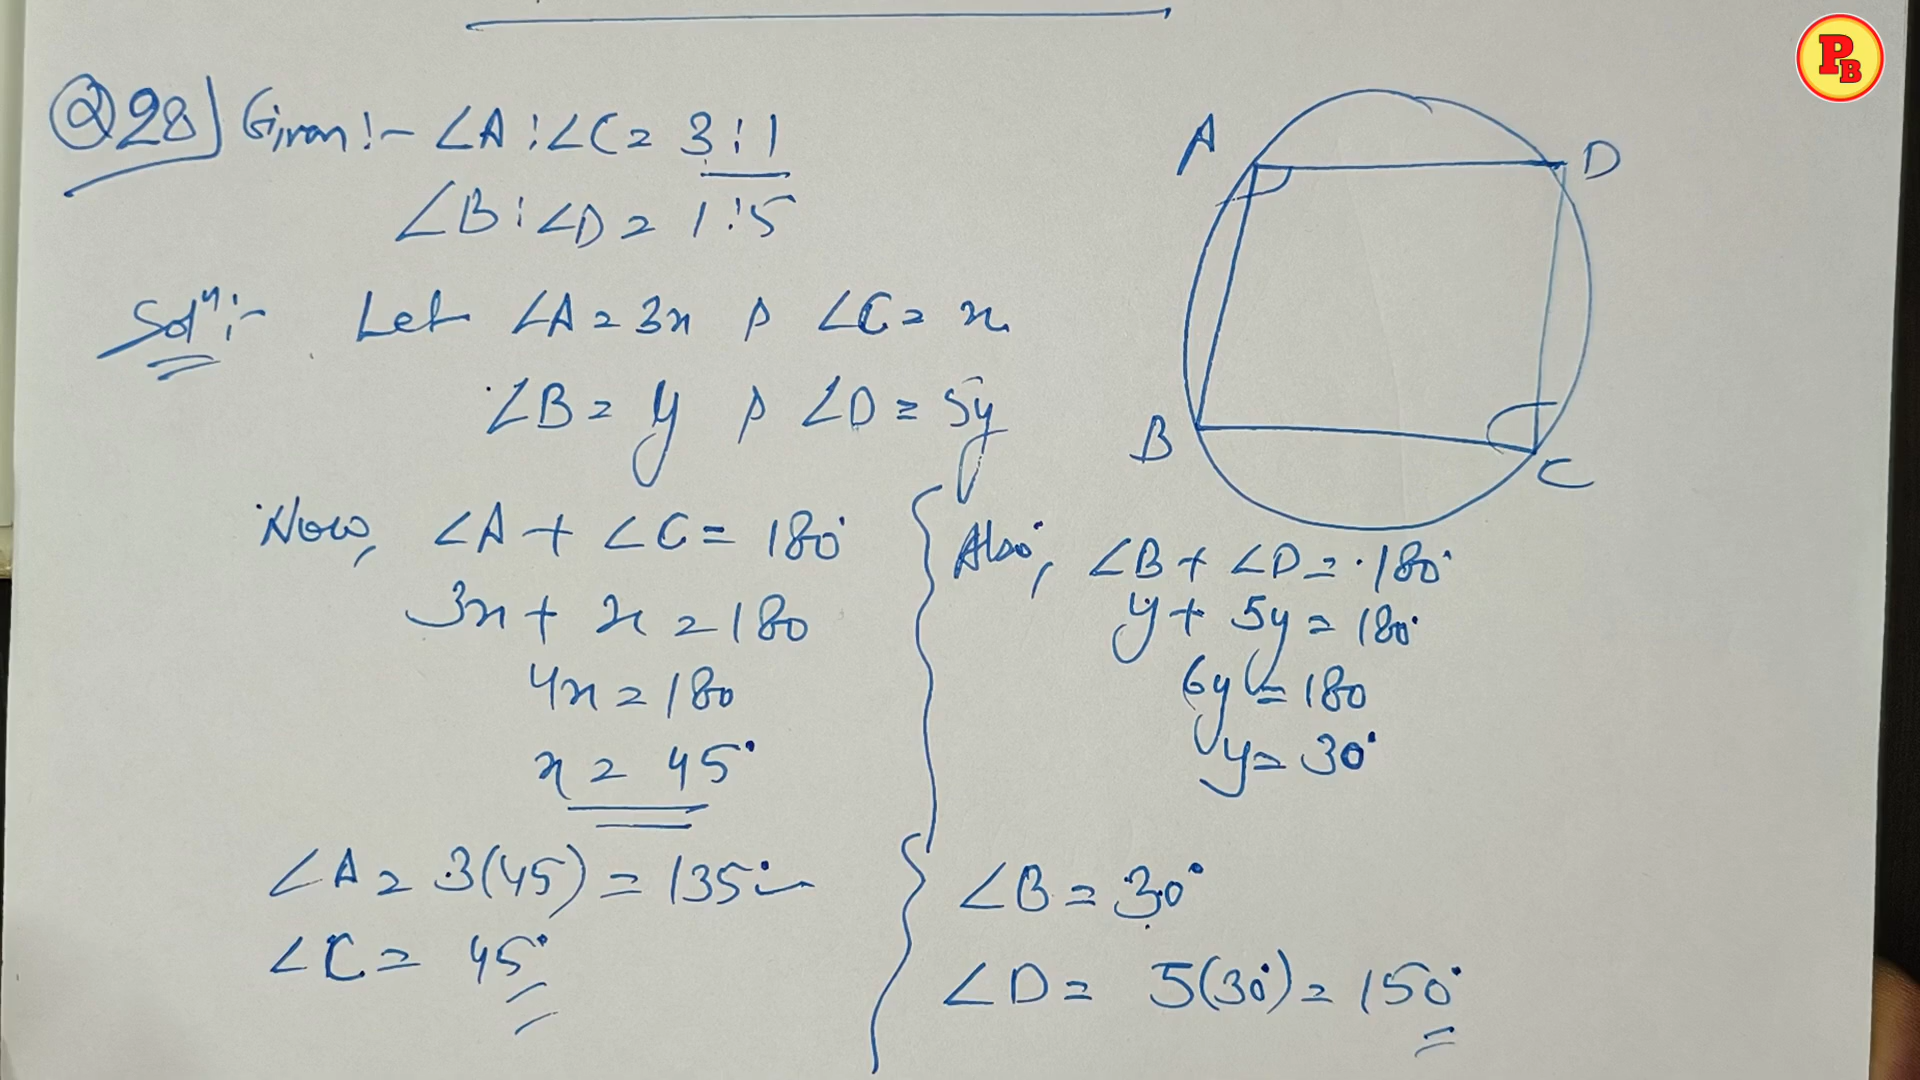 PB
Q28) Given:- ∠A:∠C = 3:1
∠B:∠D = 1:5
Solⁿ:- Let ∠A = 3x , ∠C = x
∠B = y , ∠D = 5y
Now, ∠A + ∠C = 180°
3x + x = 180
4x = 180
x = 45°
∠A = 3(45) = 135°
∠C = 45°
Also, ∠B + ∠D = 180°
y + 5y = 180°
6y = 180
y = 30°
∠B = 30°
∠D = 5(30°) = 150°
A
D
B
C